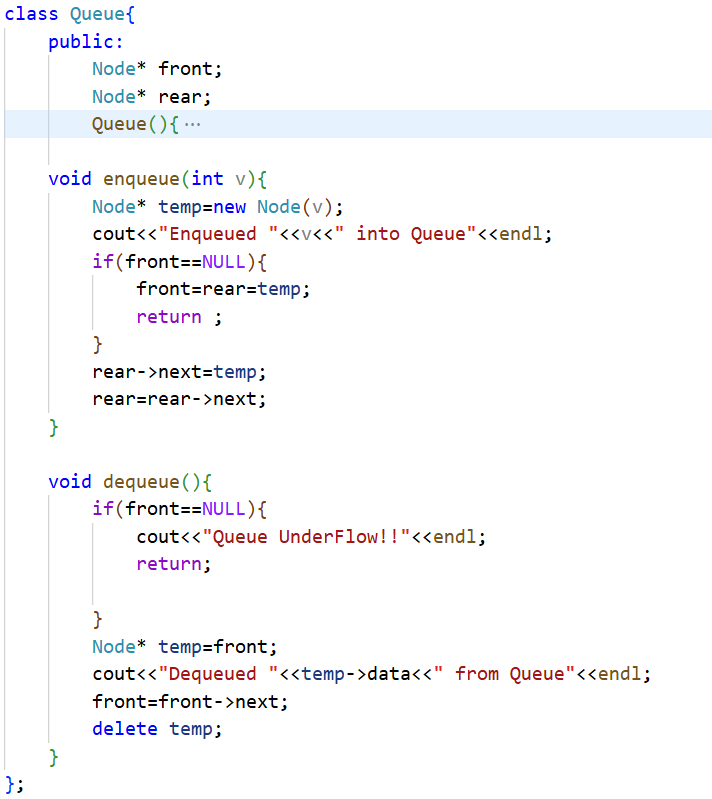 class Queue{
    public:
        Node* front;
        Node* rear;
        Queue(){ ···

    void enqueue(int v){
        Node* temp=new Node(v);
        cout<<"Enqueued "<<v<<" into Queue"<<endl;
        if(front==NULL){
            front=rear=temp;
            return ;
        }
        rear->next=temp;
        rear=rear->next;
    }

    void dequeue(){
        if(front==NULL){
            cout<<"Queue UnderFlow!!"<<endl;
            return;

        }
        Node* temp=front;
        cout<<"Dequeued "<<temp->data<<" from Queue"<<endl;
        front=front->next;
        delete temp;
    }
};